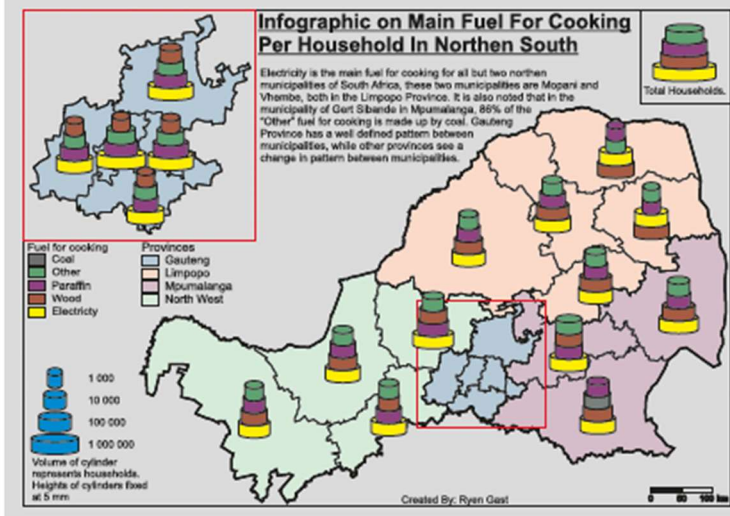 Infographic on Main Fuel For Cooking
Per Household In Northen South
Electricity is the main fuel for cooking for all but two northen
municipalities of South Africa, these two municipalities are Mopani and
Vhembe, both in the Limpopo Province. It is also noted that in the
municipality of Gert Sibande in Mpumalanga, 86% of the
"Other" fuel for cooking is made up by coal. Gauteng
Province has a well defined pattern between
municipalities, while other provinces see a
change in pattern between municipalities.
Total Households.
Fuel for cooking
Coal
Other
Paraffin
Wood
Electricty
Provinces
Gauteng
Limpopo
Mpumalanga
North West
1 000
10 000
100 000
1 000 000
Volume of cylinder
represents households.
Heights of cylinders fixed
at 5 mm
Created By: Ryen Gast
0 50 100 km